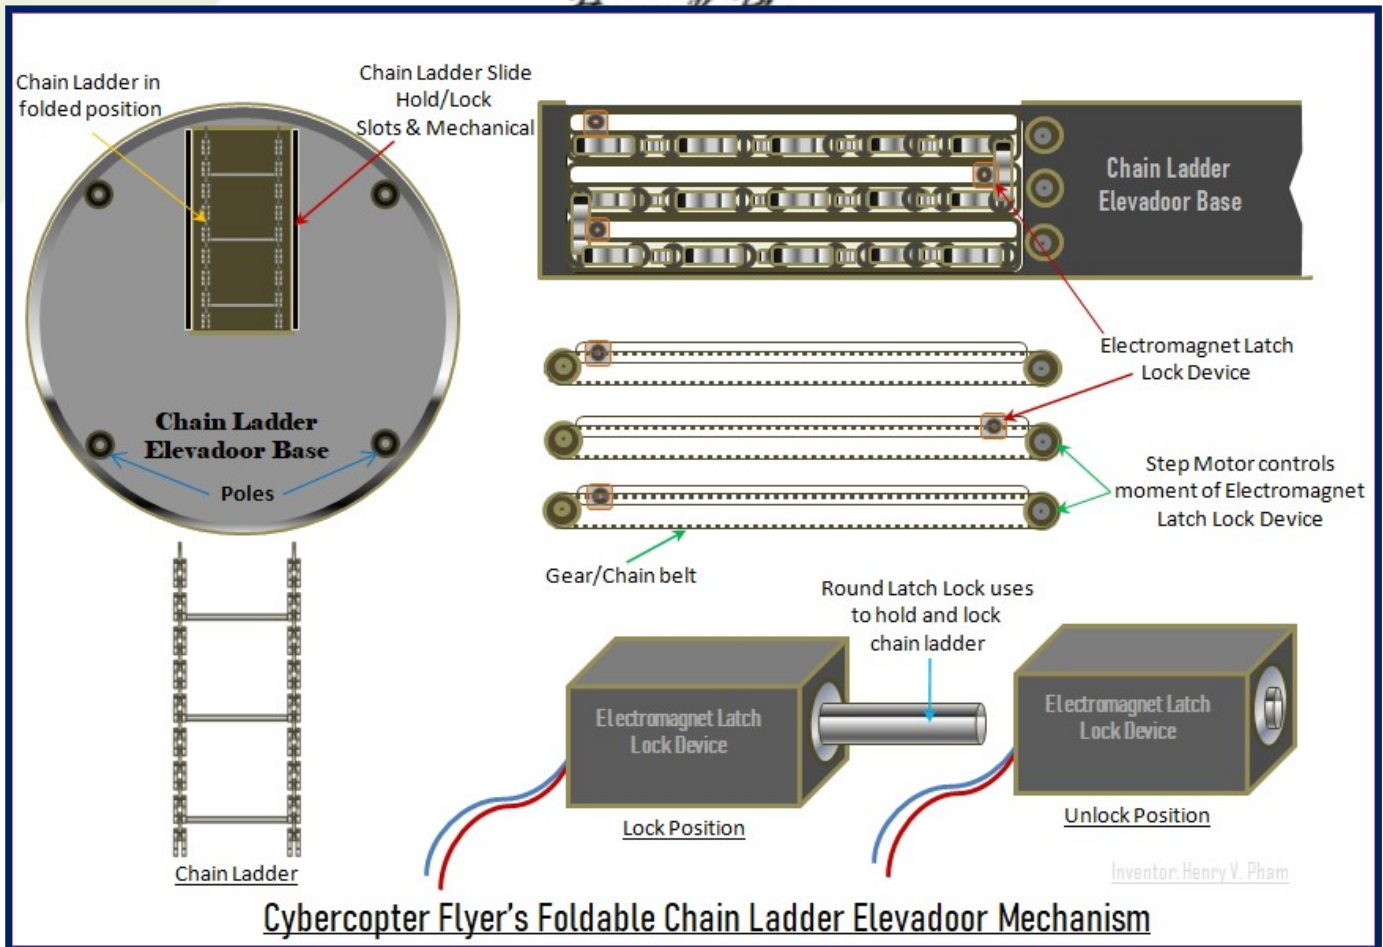 Chain Ladder in
folded position
Chain Ladder Slide
Hold/Lock
Slots & Mechanical
Chain Ladder
Elevadoor Base
Poles
Chain Ladder
Chain Ladder
Elevadoor Base
Electromagnet Latch
Lock Device
Step Motor controls
moment of Electromagnet
Latch Lock Device
Gear/Chain belt
Round Latch Lock uses
to hold and lock
chain ladder
Electromagnet Latch
Lock Device
Lock Position
Electromagnet Latch
Lock Device
Unlock Position
Inventor: Henry V. Pham
Cybercopter Flyer's Foldable Chain Ladder Elevadoor Mechanism